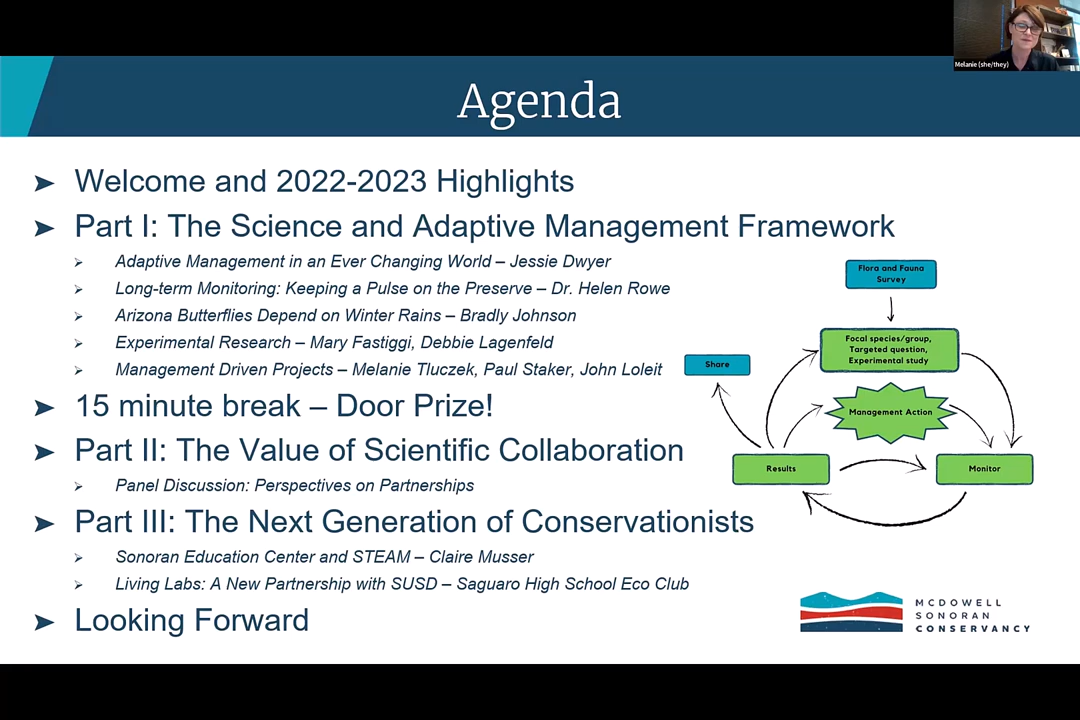 Melanie (she/they)
Agenda
Welcome and 2022-2023 Highlights
Part I: The Science and Adaptive Management Framework
Adaptive Management in an Ever Changing World – Jessie Dwyer
Long-term Monitoring: Keeping a Pulse on the Preserve – Dr. Helen Rowe
Arizona Butterflies Depend on Winter Rains – Bradly Johnson
Experimental Research – Mary Fastiggi, Debbie Lagenfeld
Management Driven Projects – Melanie Tluczek, Paul Staker, John Loleit
15 minute break – Door Prize!
Part II: The Value of Scientific Collaboration
Panel Discussion: Perspectives on Partnerships
Part III: The Next Generation of Conservationists
Sonoran Education Center and STEAM – Claire Musser
Living Labs: A New Partnership with SUSD – Saguaro High School Eco Club
Looking Forward
Flora and Fauna
Survey
Focal species/group,
Targeted question,
Experimental study
Share
Management Action
Results
Monitor
MCDOWELL
SONORAN
CONSERVANCY